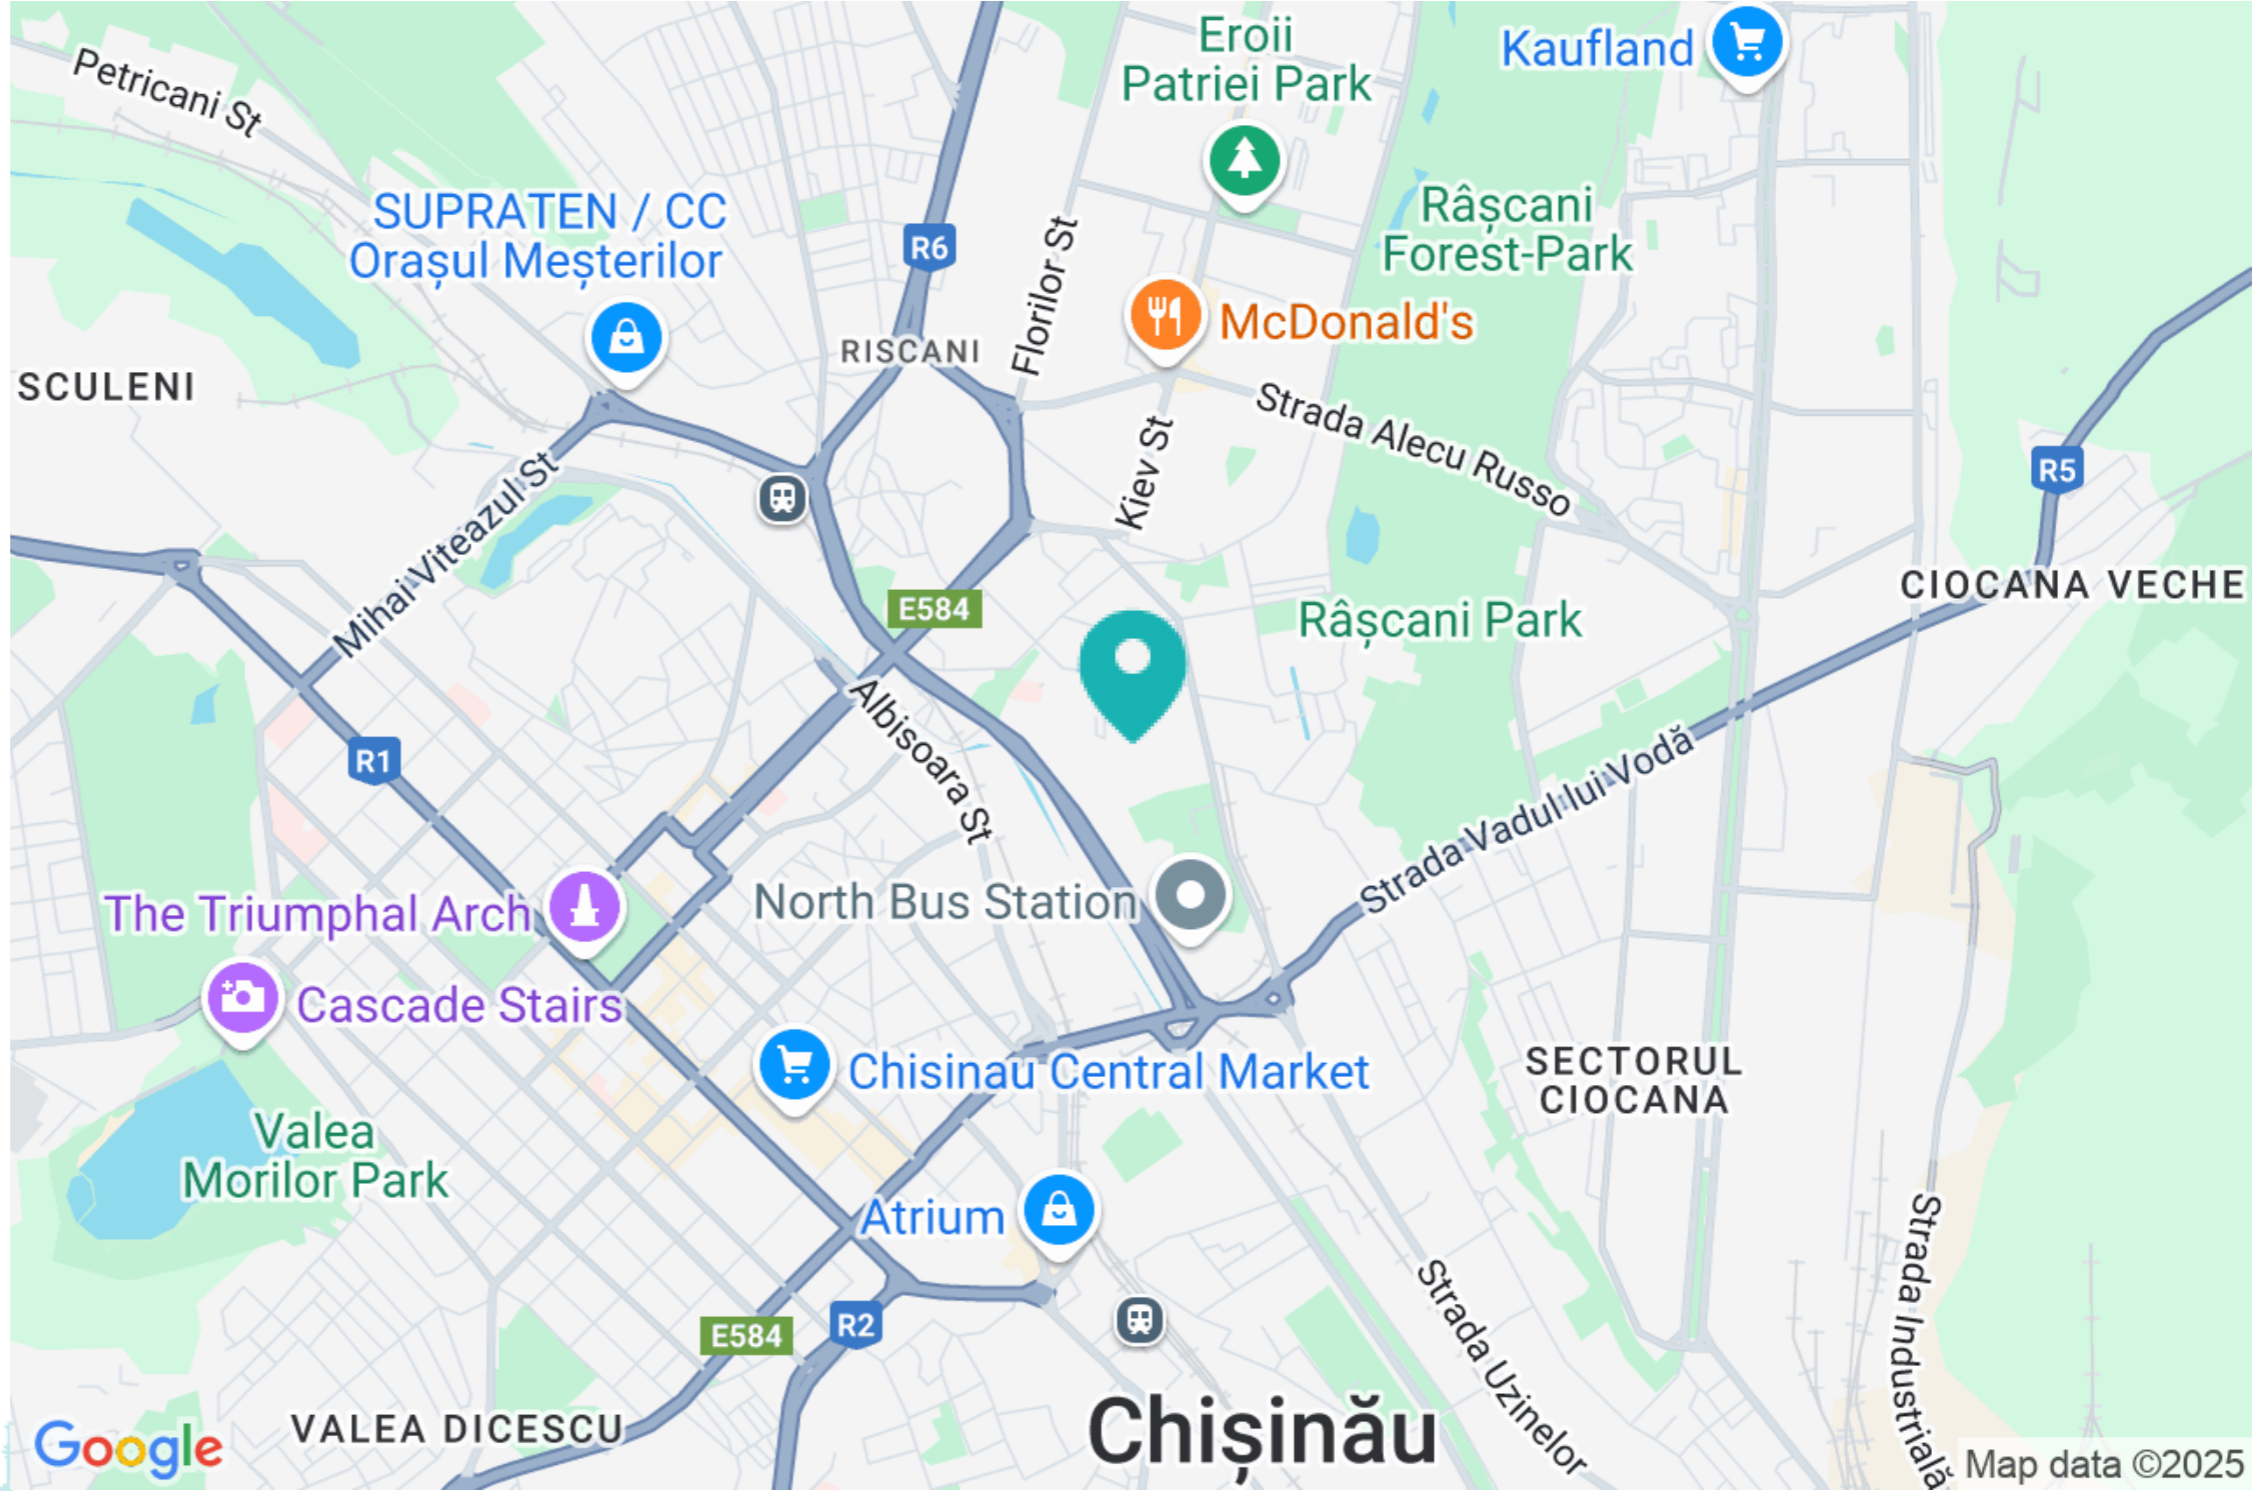 Eroii
Patriei Park
Kaufland
Petricani St
SUPRATEN / CC
Orașul Meșterilor
R6
Florilor St
Râșcani
Forest-Park
McDonald's
RISCANI
SCULENI
Strada Alecu Russo
Kiev St
R5
Mihai Viteazul St
CIOCANA VECHE
E584
Râșcani Park
Albisoara St
R1
Strada Vadul lui Vodă
North Bus Station
The Triumphal Arch
Cascade Stairs
Chisinau Central Market
SECTORUL
CIOCANA
Valea
Morilor Park
Atrium
Strada Industrială
Strada Uzinelor
E584
R2
Chișinău
VALEA DICESCU
Google
Map data ©2025